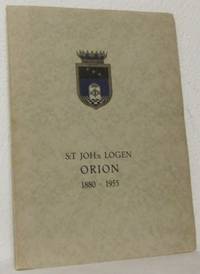 S:T JOH:s LOGEN
ORION
1880 - 1955